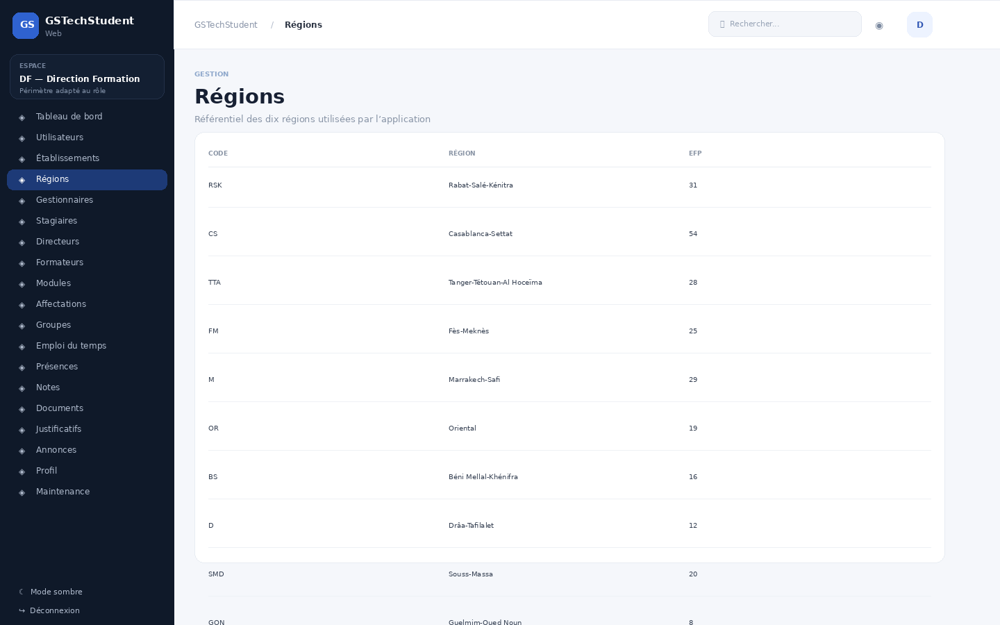 GS
GSTechStudent
Web
ESPACE
DF — Direction Formation
Périmètre adapté au rôle
Tableau de bord
Utilisateurs
Établissements
Régions
Gestionnaires
Stagiaires
Directeurs
Formateurs
Modules
Affectations
Groupes
Emploi du temps
Présences
Notes
Documents
Justificatifs
Annonces
Profil
Maintenance
Mode sombre
Déconnexion
GSTechStudent / Régions
Rechercher...
D
GESTION
Régions
Référentiel des dix régions utilisées par l’application
CODE RÉGION EFP
RSK Rabat-Salé-Kénitra 31
CS Casablanca-Settat 54
TTA Tanger-Tétouan-Al Hoceïma 28
FM Fès-Meknès 25
M Marrakech-Safi 29
OR Oriental 19
BS Béni Mellal-Khénifra 16
D Drâa-Tafilalet 12
SMD Souss-Massa 20
GON Guelmim-Oued Noun 8